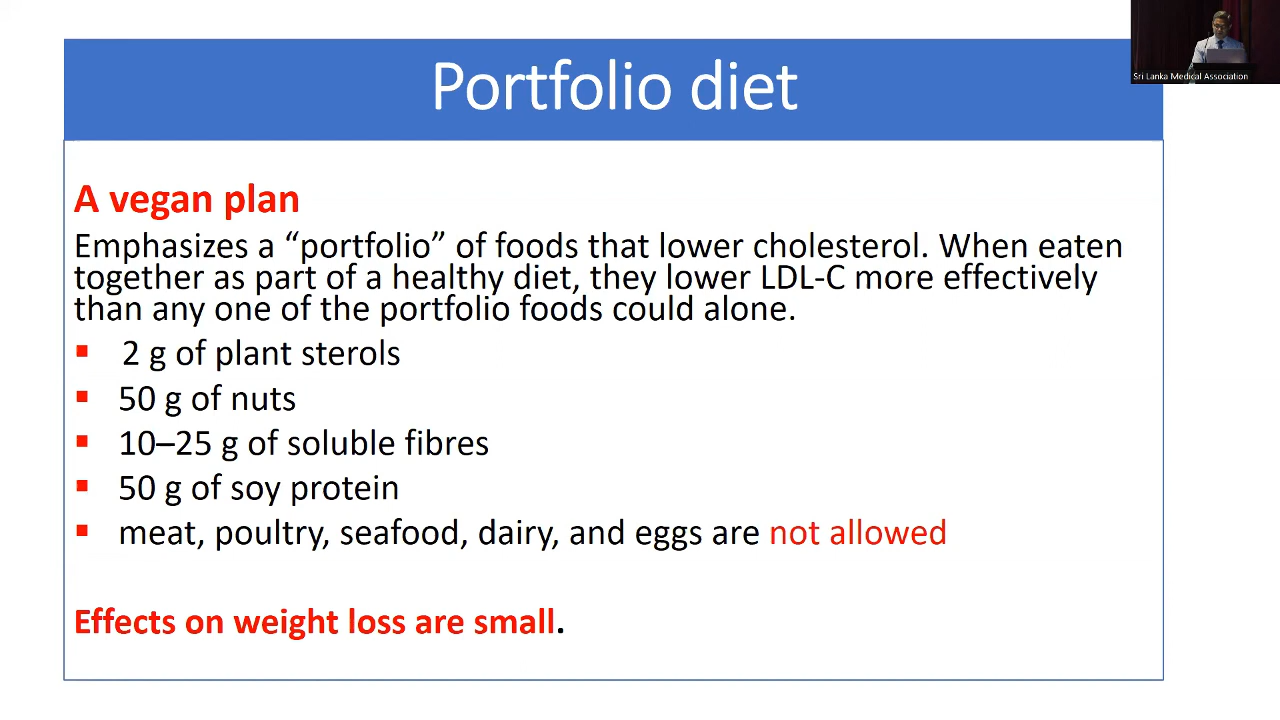 Portfolio diet
Sri Lanka Medical Association
A vegan plan
Emphasizes a “portfolio” of foods that lower cholesterol. When eaten
together as part of a healthy diet, they lower LDL-C more effectively
than any one of the portfolio foods could alone.
▪ 2 g of plant sterols
▪ 50 g of nuts
▪ 10–25 g of soluble fibres
▪ 50 g of soy protein
▪ meat, poultry, seafood, dairy, and eggs are not allowed
Effects on weight loss are small.